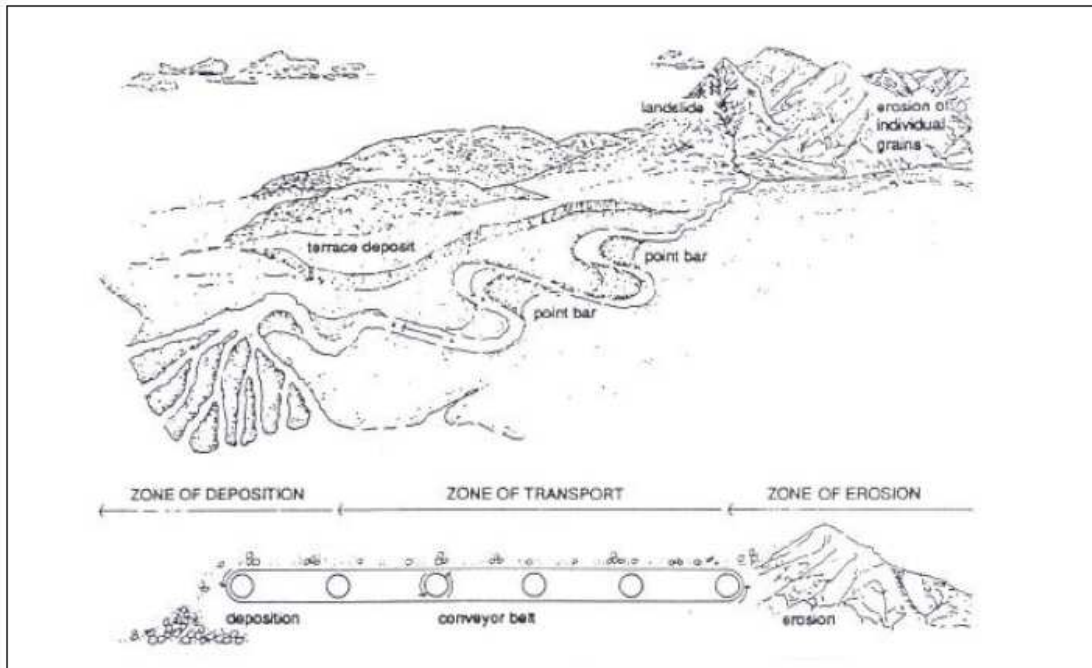 landslide
erosion of
individual
grains
terrace deposit
point bar
point bar
ZONE OF DEPOSITION
ZONE OF TRANSPORT
ZONE OF EROSION
deposition
conveyor belt
erosion